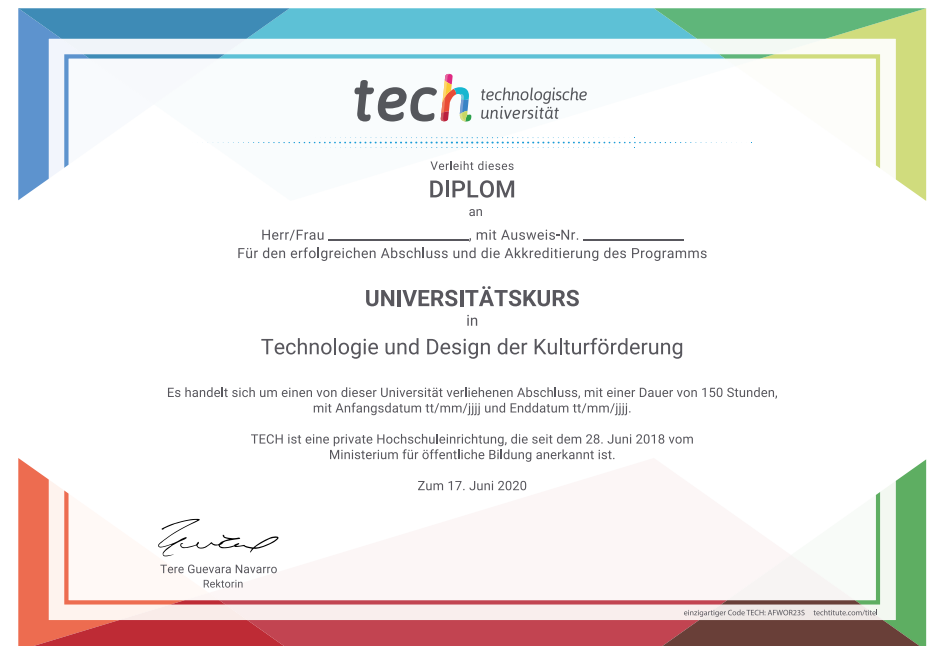 tech technologische
universität
Verleiht dieses
DIPLOM
an
Herr/Frau ____________________, mit Ausweis-Nr. ______________
Für den erfolgreichen Abschluss und die Akkreditierung des Programms
UNIVERSITÄTSKURS
in
Technologie und Design der Kulturförderung
Es handelt sich um einen von dieser Universität verliehenen Abschluss, mit einer Dauer von 150 Stunden,
mit Anfangsdatum tt/mm/jjjj und Enddatum tt/mm/jjjj.
TECH ist eine private Hochschuleinrichtung, die seit dem 28. Juni 2018 vom
Ministerium für öffentliche Bildung anerkannt ist.
Zum 17. Juni 2020
Tere Guevara Navarro
Rektorin
einzigartiger Code TECH: AFWOR23S techtitute.com/titel